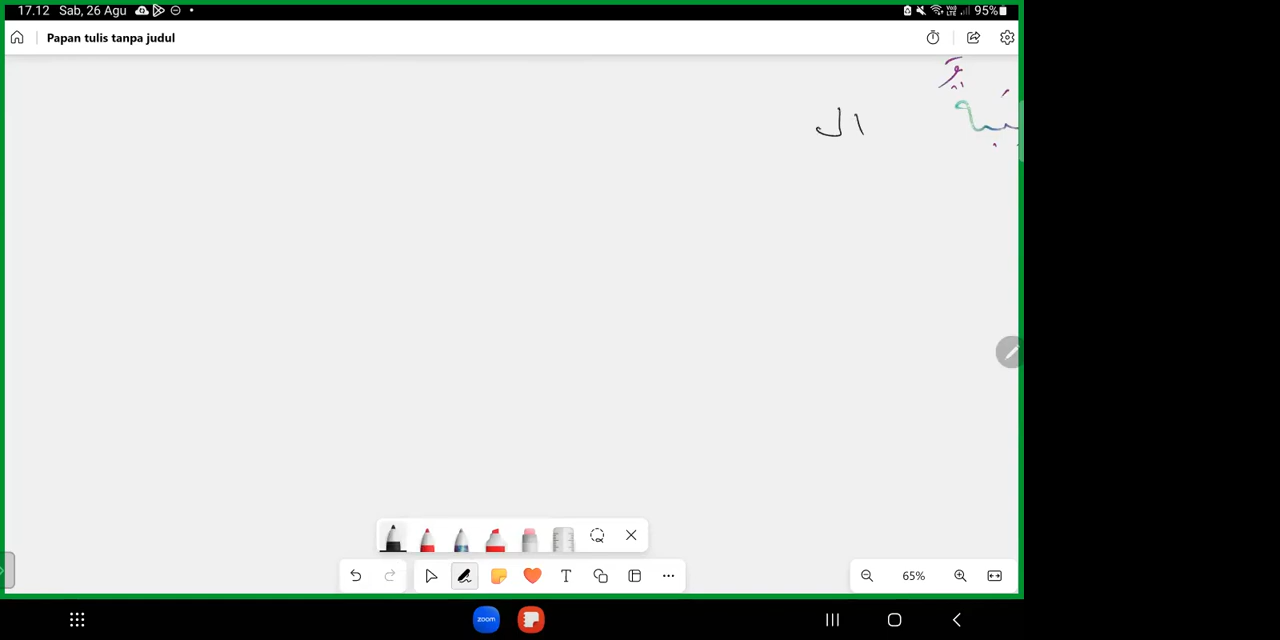 17.12 Sab, 26 Agu 95%
Papan tulis tanpa judul
ال
65%
zoom